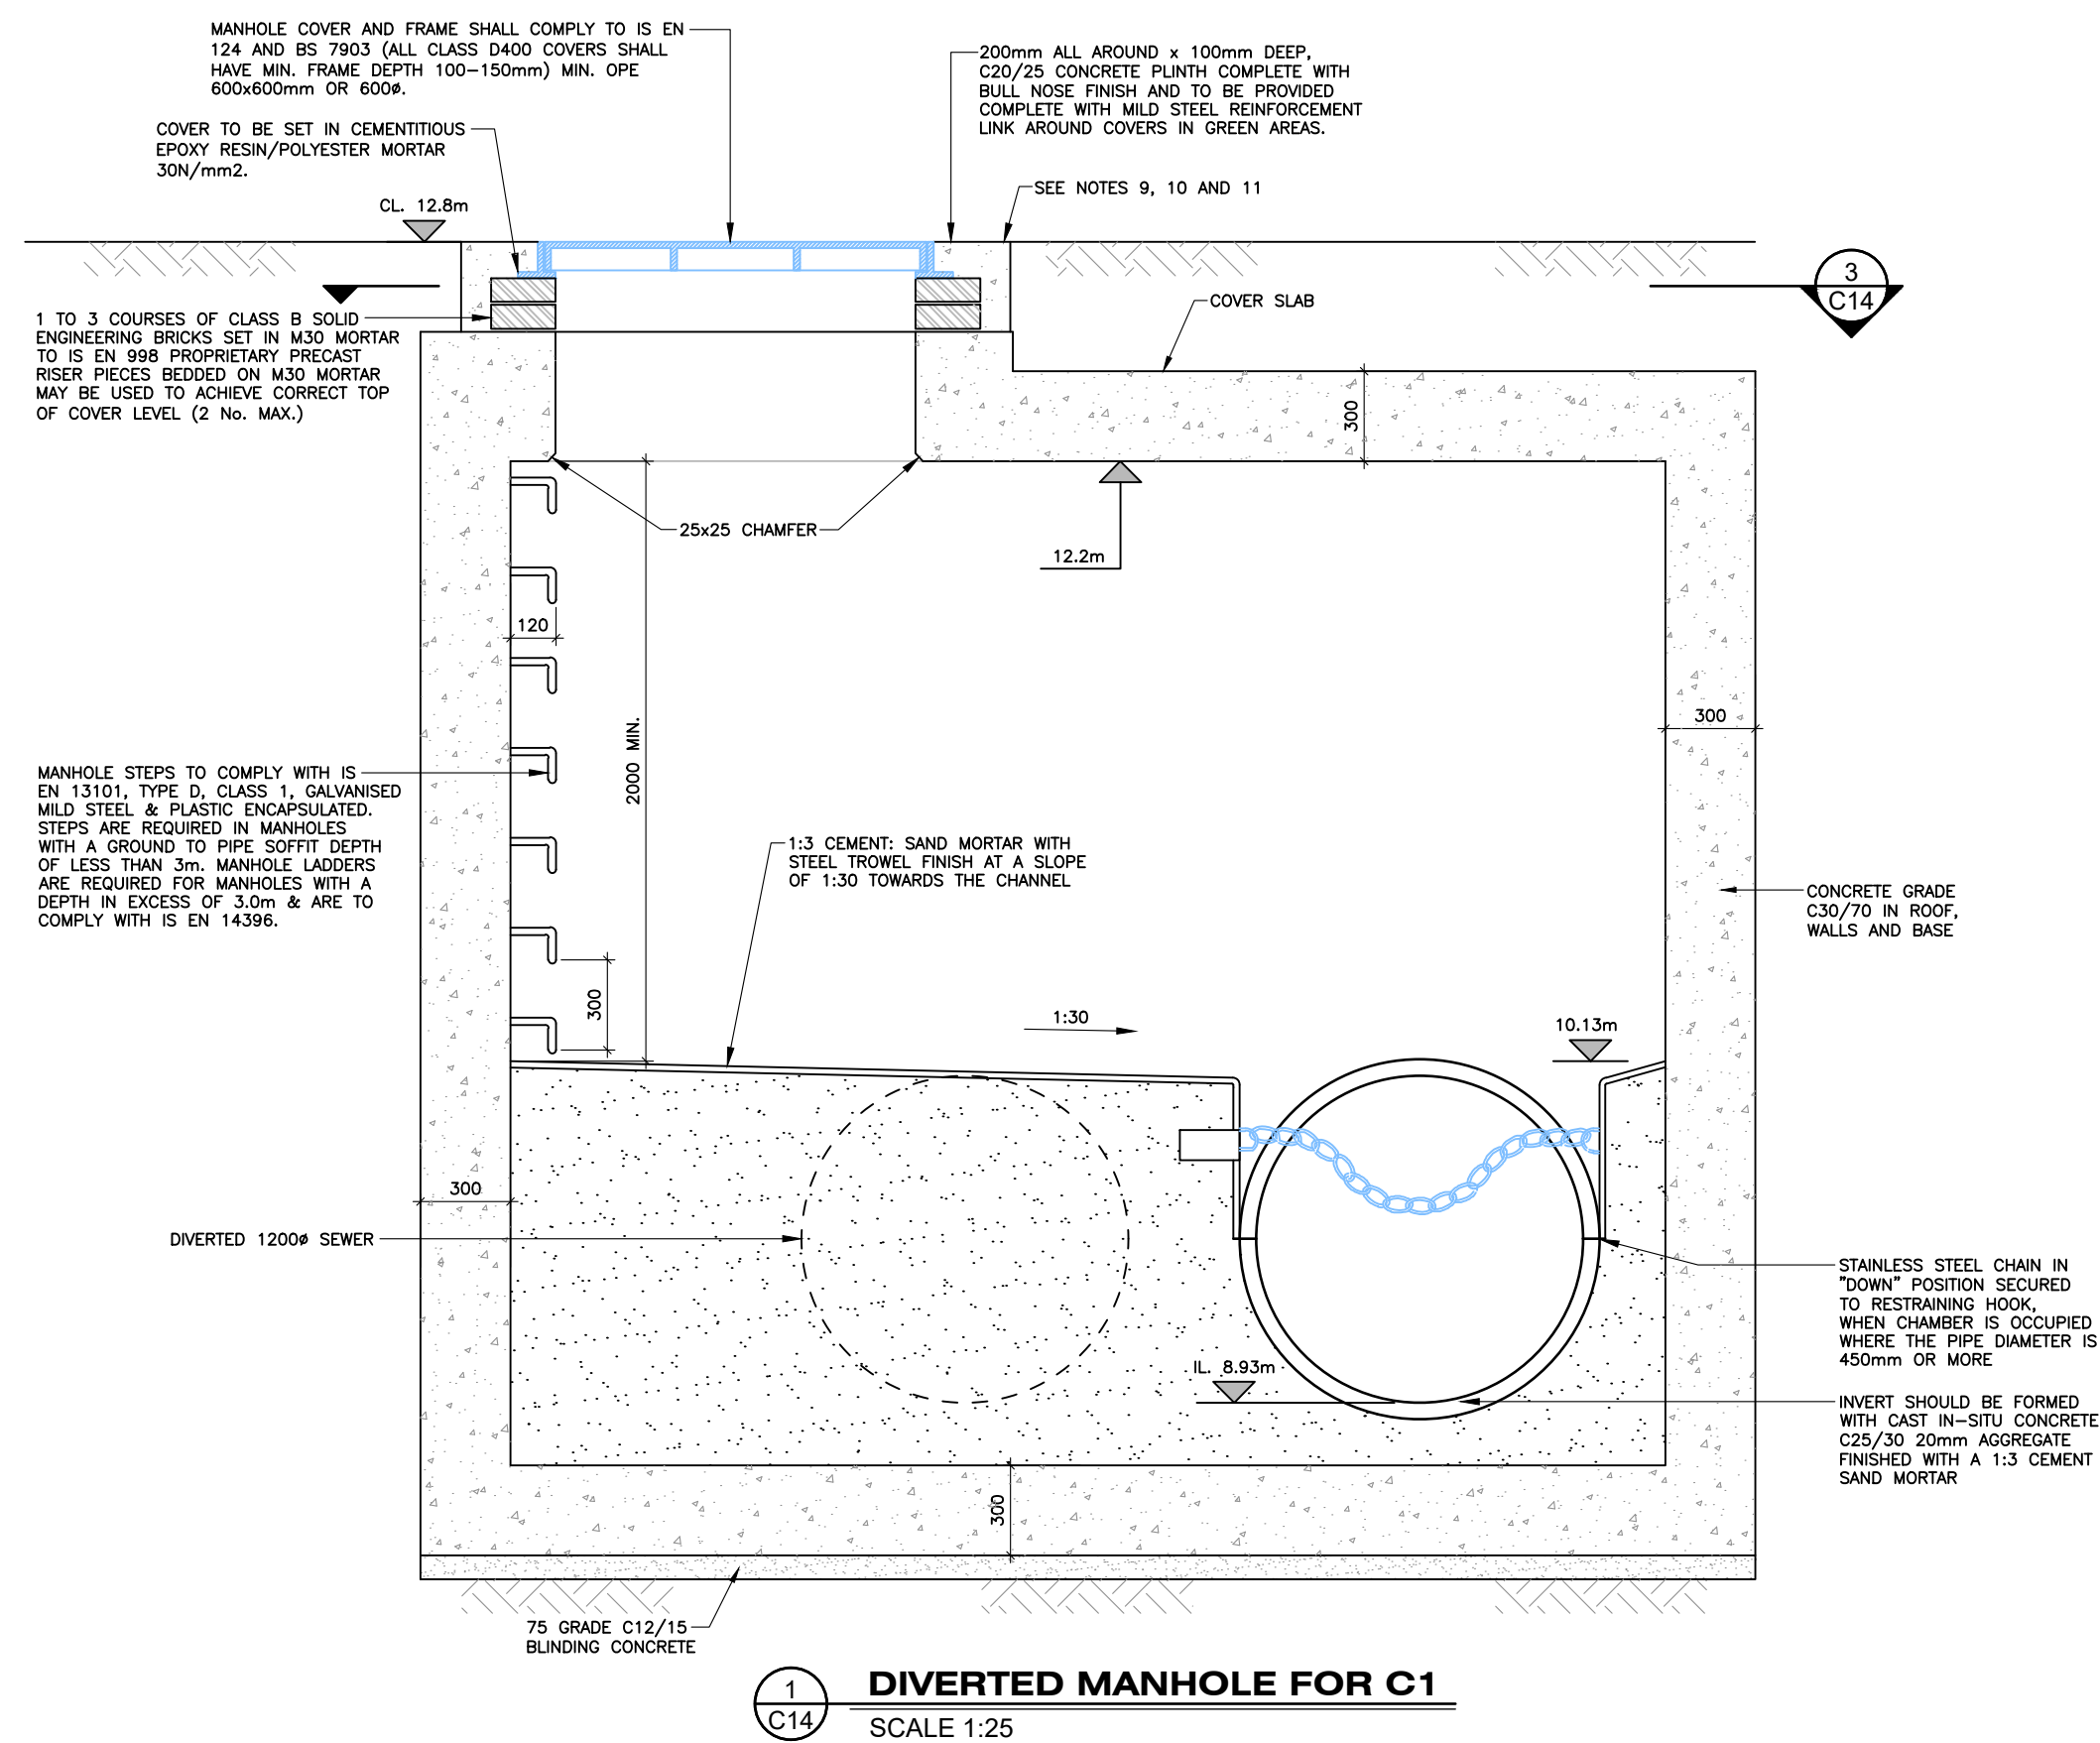 MANHOLE COVER AND FRAME SHALL COMPLY TO IS EN
124 AND BS 7903 (ALL CLASS D400 COVERS SHALL
HAVE MIN. FRAME DEPTH 100-150mm) MIN. OPE
600x600mm OR 600ø.
200mm ALL AROUND x 100mm DEEP,
C20/25 CONCRETE PLINTH COMPLETE WITH
BULL NOSE FINISH AND TO BE PROVIDED
COMPLETE WITH MILD STEEL REINFORCEMENT
LINK AROUND COVERS IN GREEN AREAS.
COVER TO BE SET IN CEMENTITIOUS
EPOXY RESIN/POLYESTER MORTAR
30N/mm2.
SEE NOTES 9, 10 AND 11
CL. 12.8m
3
C14
COVER SLAB
1 TO 3 COURSES OF CLASS B SOLID
ENGINEERING BRICKS SET IN M30 MORTAR
TO IS EN 998 PROPRIETARY PRECAST
RISER PIECES BEDDED ON M30 MORTAR
MAY BE USED TO ACHIEVE CORRECT TOP
OF COVER LEVEL (2 No. MAX.)
300
25x25 CHAMFER
12.2m
120
300
2000 MIN.
MANHOLE STEPS TO COMPLY WITH IS
EN 13101, TYPE D, CLASS 1, GALVANISED
MILD STEEL & PLASTIC ENCAPSULATED.
STEPS ARE REQUIRED IN MANHOLES
WITH A GROUND TO PIPE SOFFIT DEPTH
OF LESS THAN 3m. MANHOLE LADDERS
ARE REQUIRED FOR MANHOLES WITH A
DEPTH IN EXCESS OF 3.0m & ARE TO
COMPLY WITH IS EN 14396.
1:3 CEMENT: SAND MORTAR WITH
STEEL TROWEL FINISH AT A SLOPE
OF 1:30 TOWARDS THE CHANNEL
CONCRETE GRADE
C30/70 IN ROOF,
WALLS AND BASE
300
1:30
10.13m
300
DIVERTED 1200ø SEWER
STAINLESS STEEL CHAIN IN
"DOWN" POSITION SECURED
TO RESTRAINING HOOK,
WHEN CHAMBER IS OCCUPIED
WHERE THE PIPE DIAMETER IS
450mm OR MORE
IL. 8.93m
INVERT SHOULD BE FORMED
WITH CAST IN-SITU CONCRETE
C25/30 20mm AGGREGATE
FINISHED WITH A 1:3 CEMENT
SAND MORTAR
300
75 GRADE C12/15
BLINDING CONCRETE
1
C14
DIVERTED MANHOLE FOR C1
SCALE 1:25